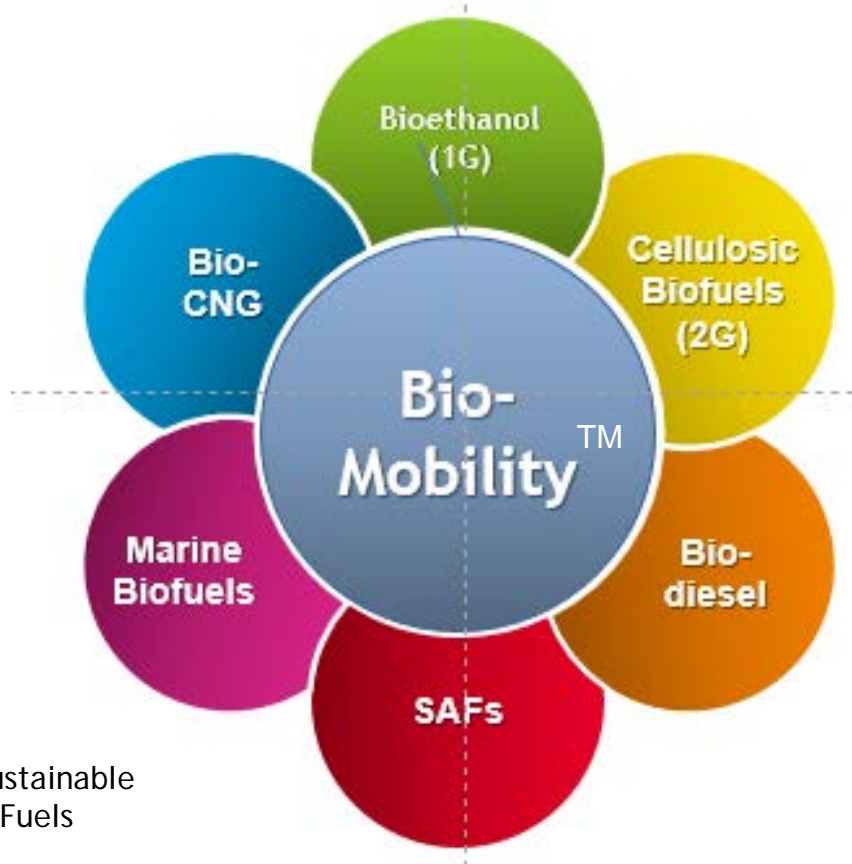 Bioethanol
(1G)
Cellulosic
Biofuels
(2G)
Bio-
diesel
SAFs
Marine
Biofuels
Bio-
CNG
Bio-
Mobility TM
ustainable
Fuels